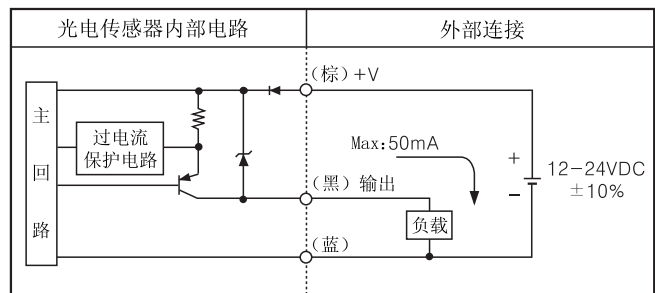 光电传感器内部电路
外部连接
(棕)+V
主
回
路
过电流
保护电路
Max:50mA
+
12-24VDC
±10%
−
(黑)输出
负载
(蓝)